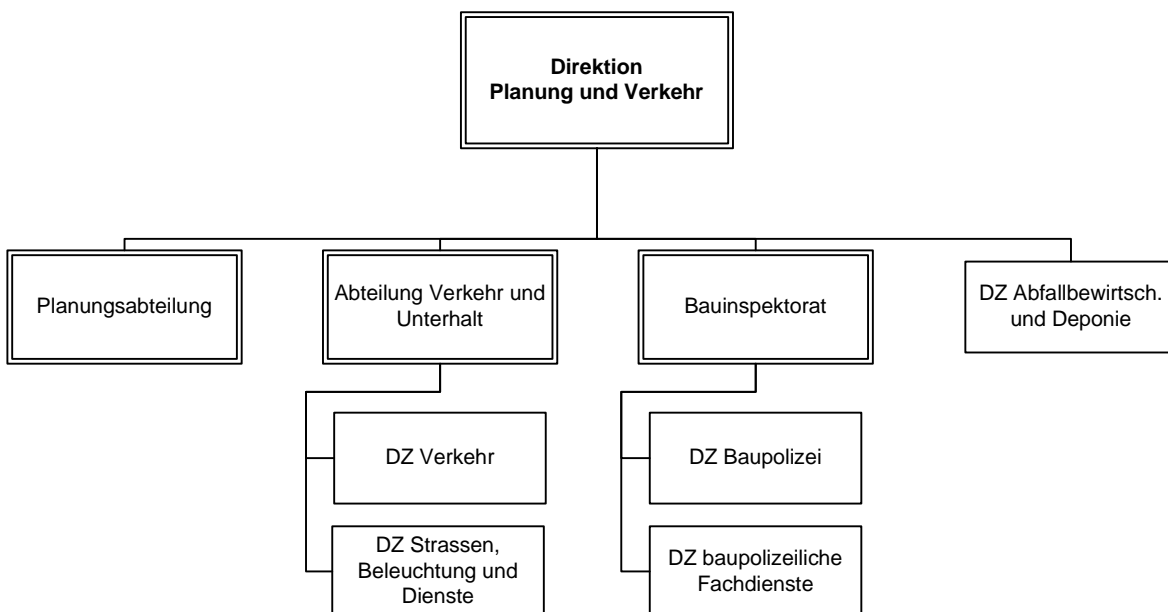 Direktion
Planung und Verkehr
Planungsabteilung
Abteilung Verkehr und
Unterhalt
Bauinspektorat
DZ Abfallbewirtsch.
und Deponie
DZ Verkehr
DZ Baupolizei
DZ Strassen,
Beleuchtung und
Dienste
DZ baupolizeiliche
Fachdienste